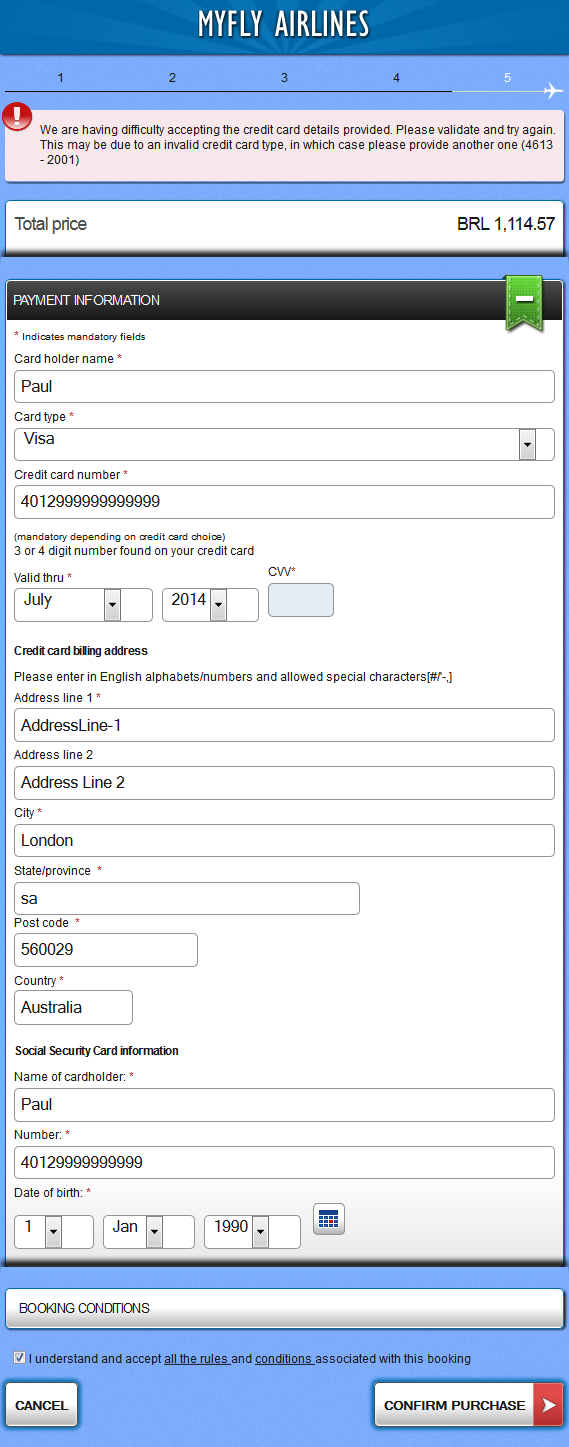 MYFLY AIRLINES
1 2 3 4 5
We are having difficulty accepting the credit card details provided. Please validate and try again.
This may be due to an invalid credit card type, in which case please provide another one (4613
- 2001)
Total price BRL 1,114.57
PAYMENT INFORMATION
* Indicates mandatory fields
Card holder name *
Paul
Card type *
Visa
Credit card number *
4012999999999999
(mandatory depending on credit card choice)
3 or 4 digit number found on your credit card
Valid thru * CVV*
July 2014
Credit card billing address
Please enter in English alphabets/numbers and allowed special characters[#/'-,]
Address line 1 *
AddressLine-1
Address line 2
Address Line 2
City *
London
State/province *
sa
Post code *
560029
Country *
Australia
Social Security Card information
Name of cardholder: *
Paul
Number: *
40129999999999
Date of birth: *
1 Jan 1990
BOOKING CONDITIONS
I understand and accept all the rules and conditions associated with this booking
CANCEL CONFIRM PURCHASE